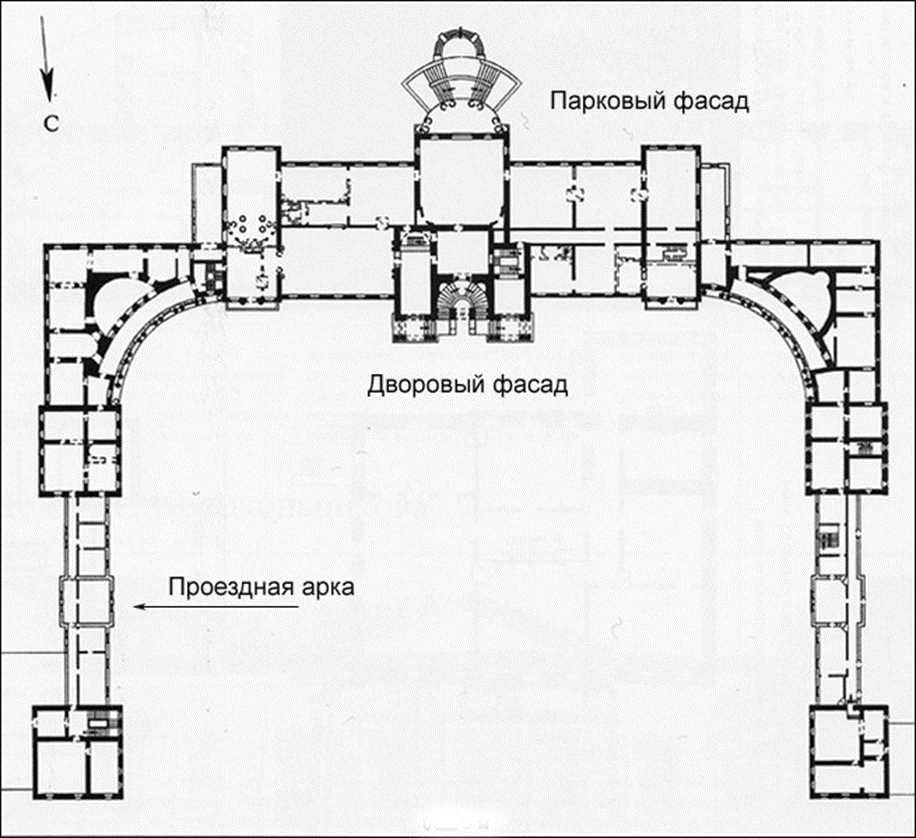 С
Парковый фасад
Дворовый фасад
Проездная арка